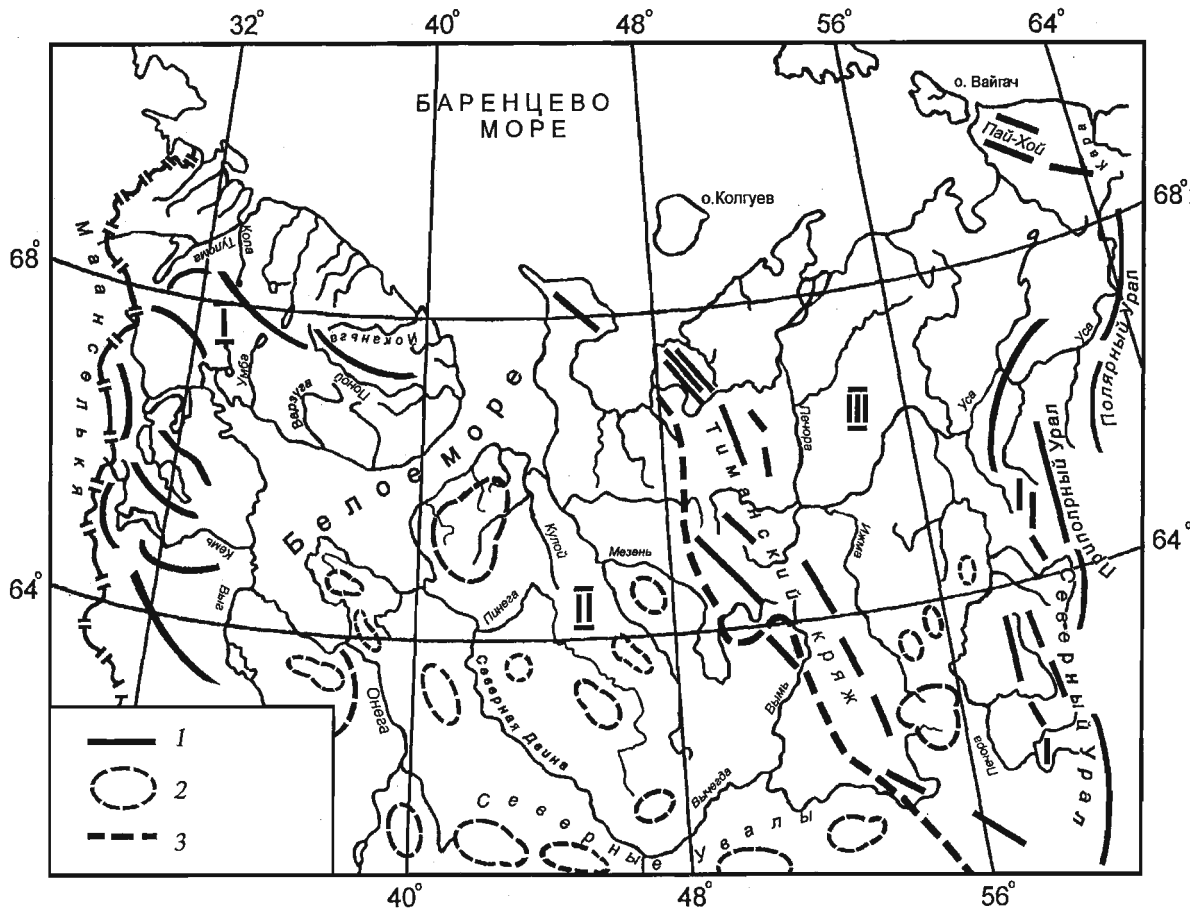 32°
40°
48°
56°
64°
БАРЕНЦЕВО
МОРЕ
о. Вайгач
Пай-Хой
Кара
о.Колгуев
68°
68°
Маанселькя
Тулома
Кола
I
Умба
Варзуга
Поной
Йоканьга
Белое море
Печора
III
Уса
Уса
Полярный Урал
Приполярный Урал
Тиманский кряж
Ижма
Кемь
Выг
Кулой
Мезень
Пинега
II
64°
64°
Северный Урал
Онега
Северная Двина
Вымь
Вычегда
Печора
Северные Увалы
1
2
3
40°
48°
56°